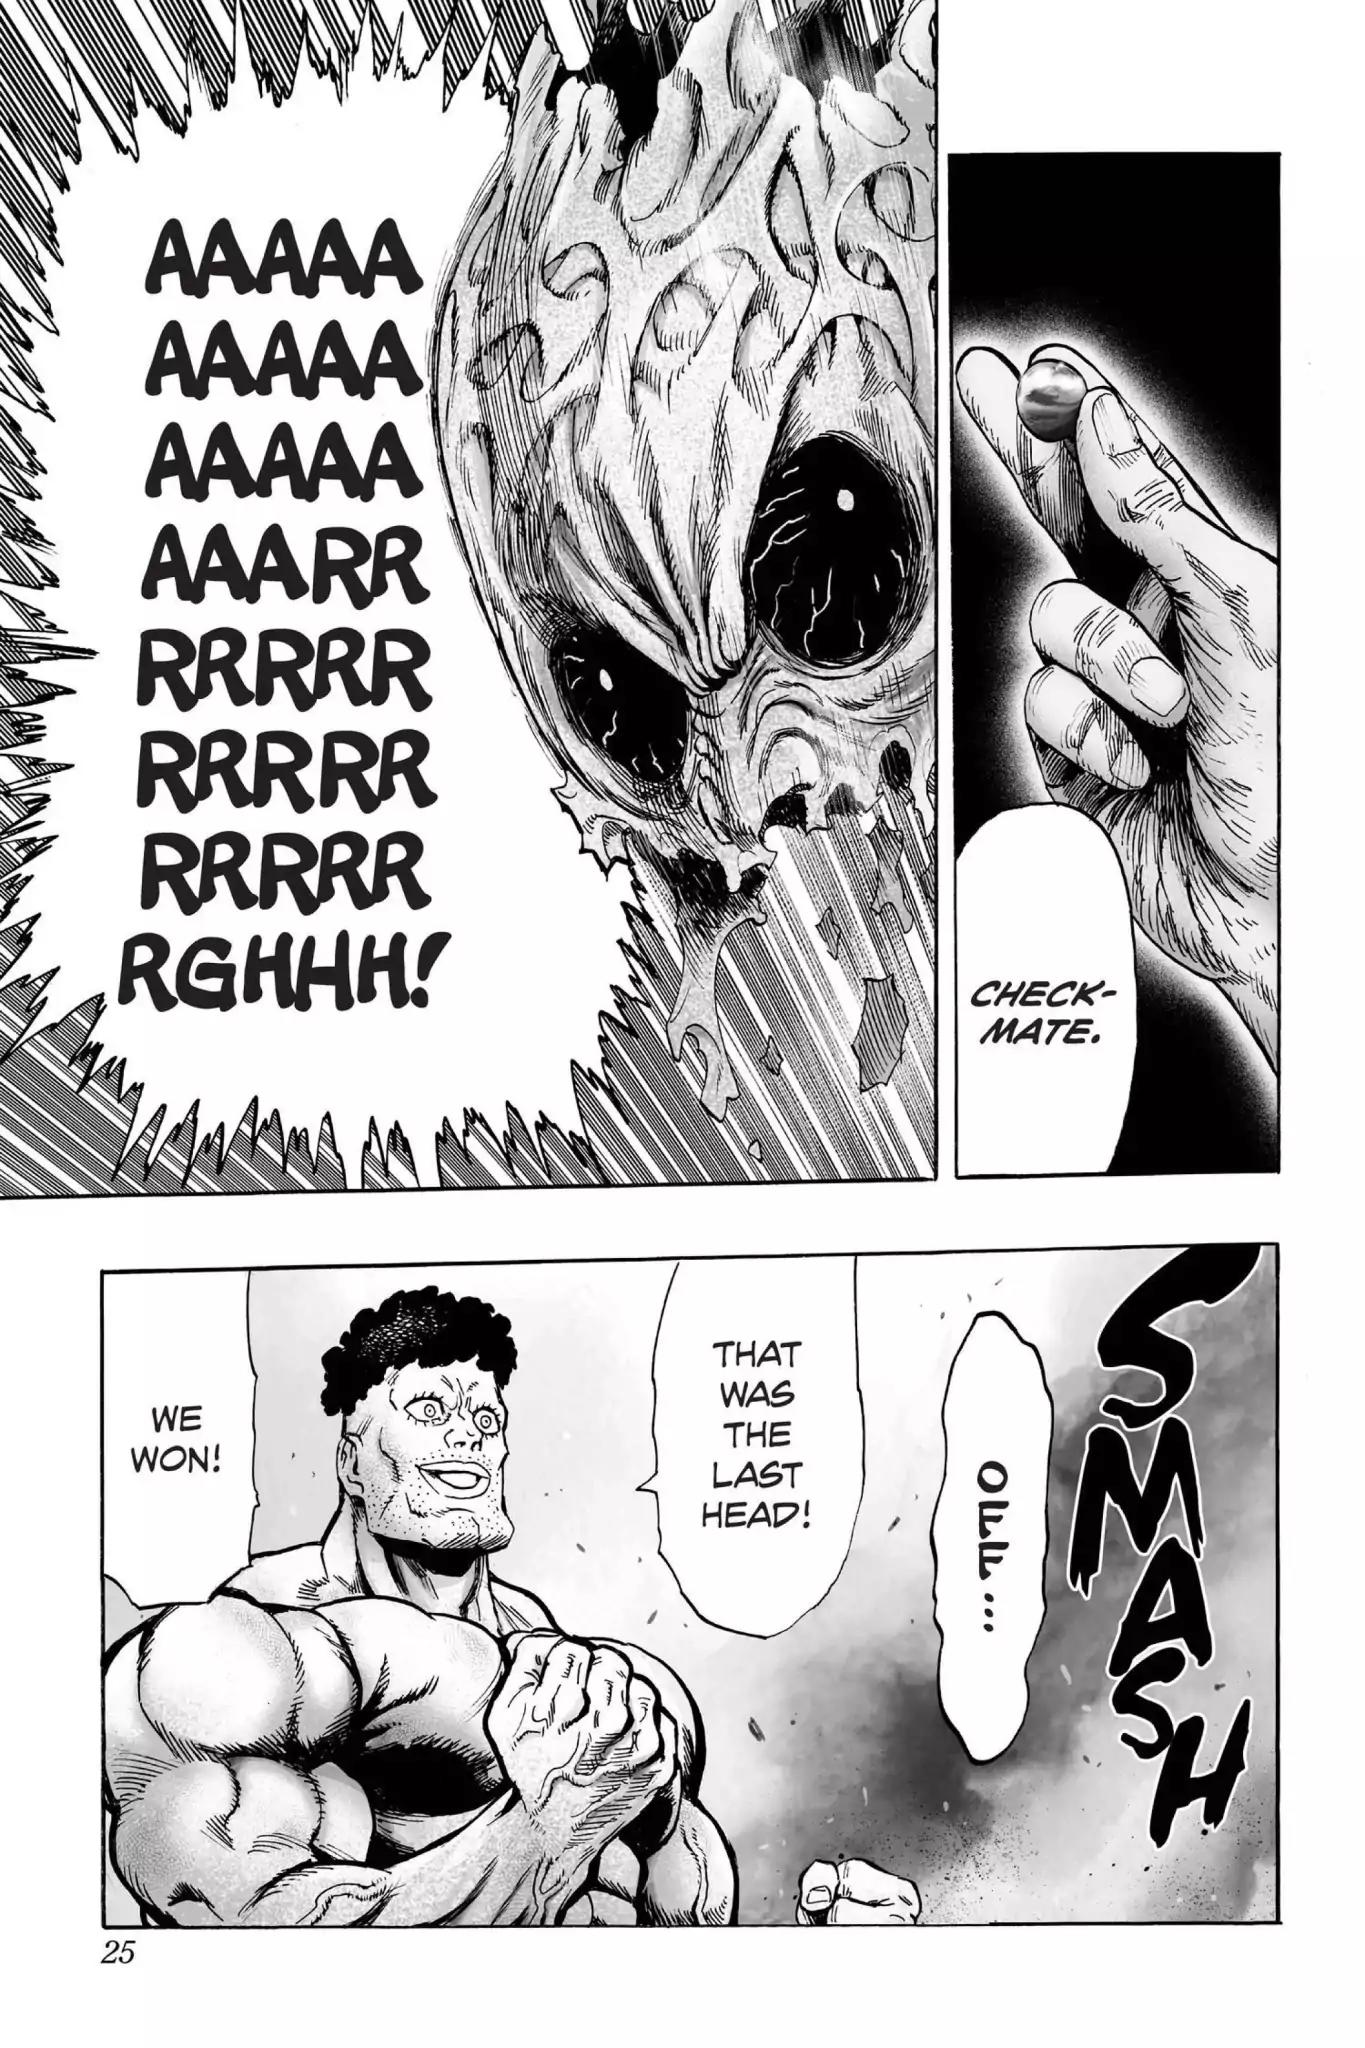 CHECK-
MATE.
AAAAA
AAAAA
AAAAA
AAARR
RRRRR
RRRRR
RRRRR
RGHHH!
SMASH
OFF...
THAT
WAS
THE
LAST
HEAD!
WE
WON!
25